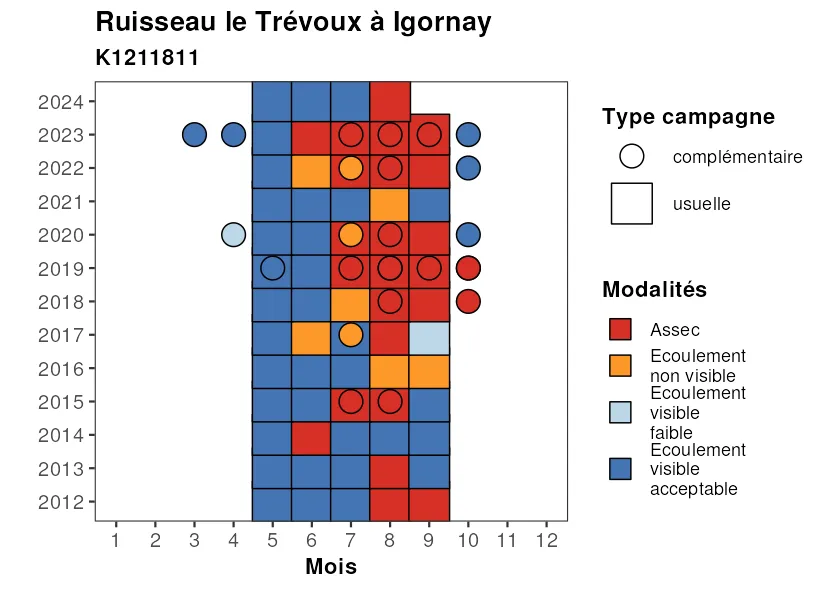 Ruisseau le Trévoux à Igornay
K1211811
2024
2023
2022
2021
2020
2019
2018
2017
2016
2015
2014
2013
2012
1 2 3 4 5 6 7 8 9 10 11 12
Mois
Type campagne
complémentaire
usuelle
Modalités
Assec
Ecoulement
non visible
Ecoulement
visible
faible
Ecoulement
visible
acceptable